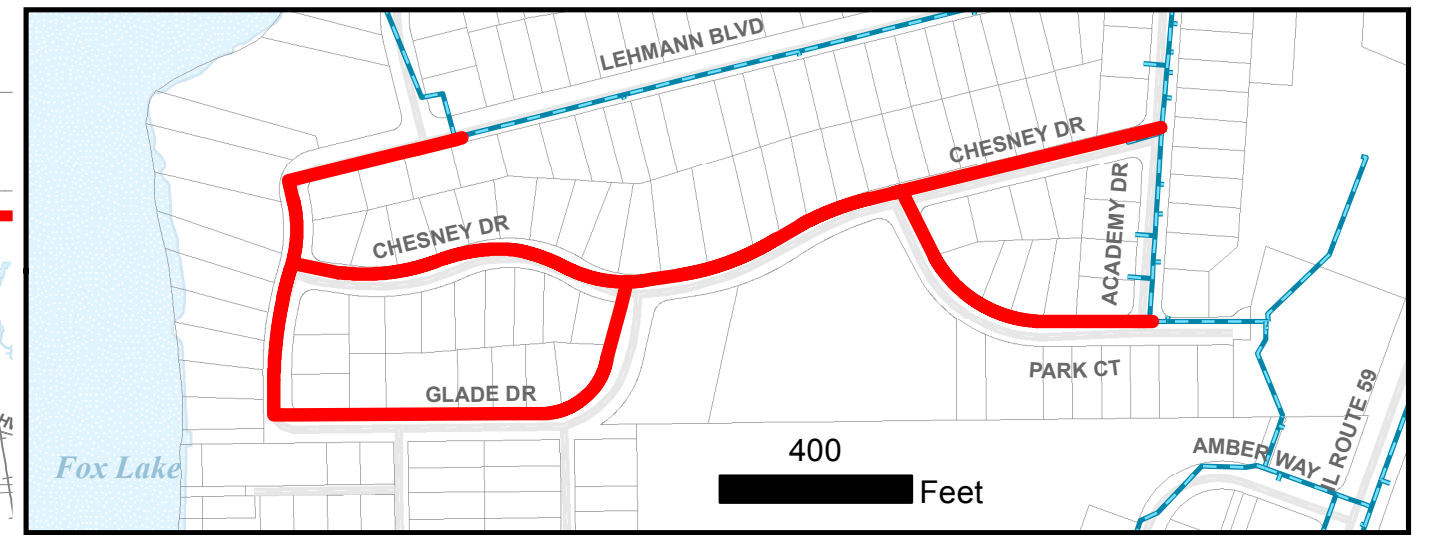 LEHMANN BLVD
CHESNEY DR
CHESNEY DR
ACADEMY DR
PARK CT
GLADE DR
IL ROUTE 59
AMBER WAY
Fox Lake
400
Feet